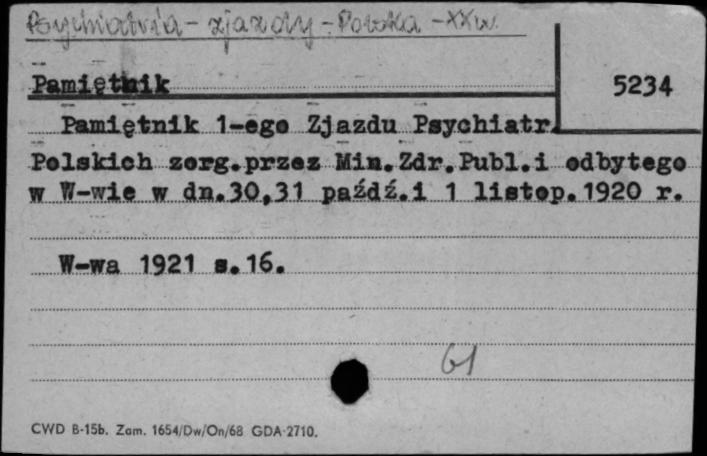 Psychiatria - zjazdy - Polska - XX w.
Pamiętnik
5234
Pamiętnik 1-ego Zjazdu Psychiatr.
Polskich zorg.przez Min.Zdr.Publ.i odbytego
w W-wie w dn.30,31 paźdź.i 1 listop.1920 r.
W-wa 1921 s.16.
61
CWD B-15b. Zam. 1654/Dw/On/68 GDA-2710.